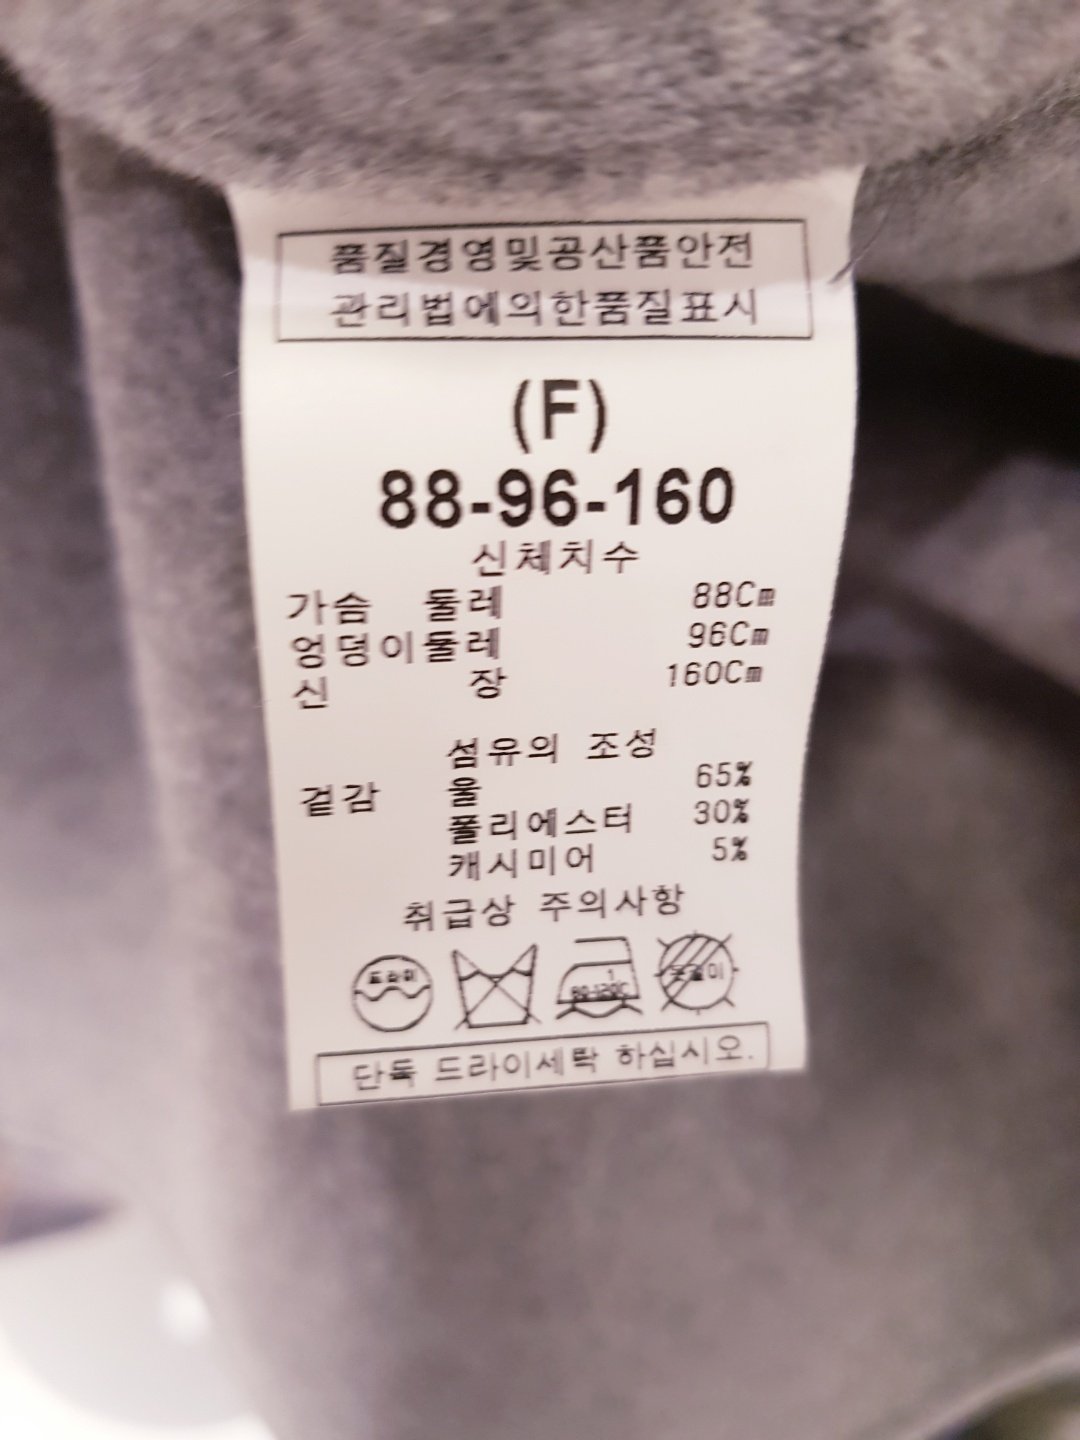 품질경영및공산품안전
관리법에의한품질표시
(F)
88-96-160
신체치수
가슴 둘레 88Cm
엉덩이둘레 96Cm
신 장 160Cm
섬유의 조성
겉감 울 65%
폴리에스터 30%
캐시미어 5%
취급상 주의사항
드라이
단독 드라이세탁 하십시오.